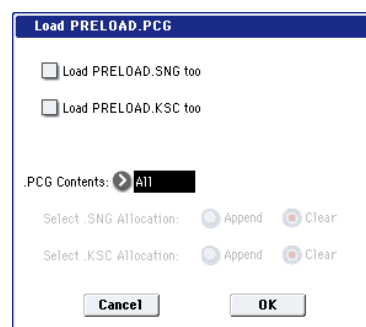 Load PRELOAD.PCG
Load PRELOAD.SNG too
Load PRELOAD.KSC too
.PCG Contents: All
Select .SNG Allocation: Append Clear
Select .KSC Allocation: Append Clear
Cancel OK